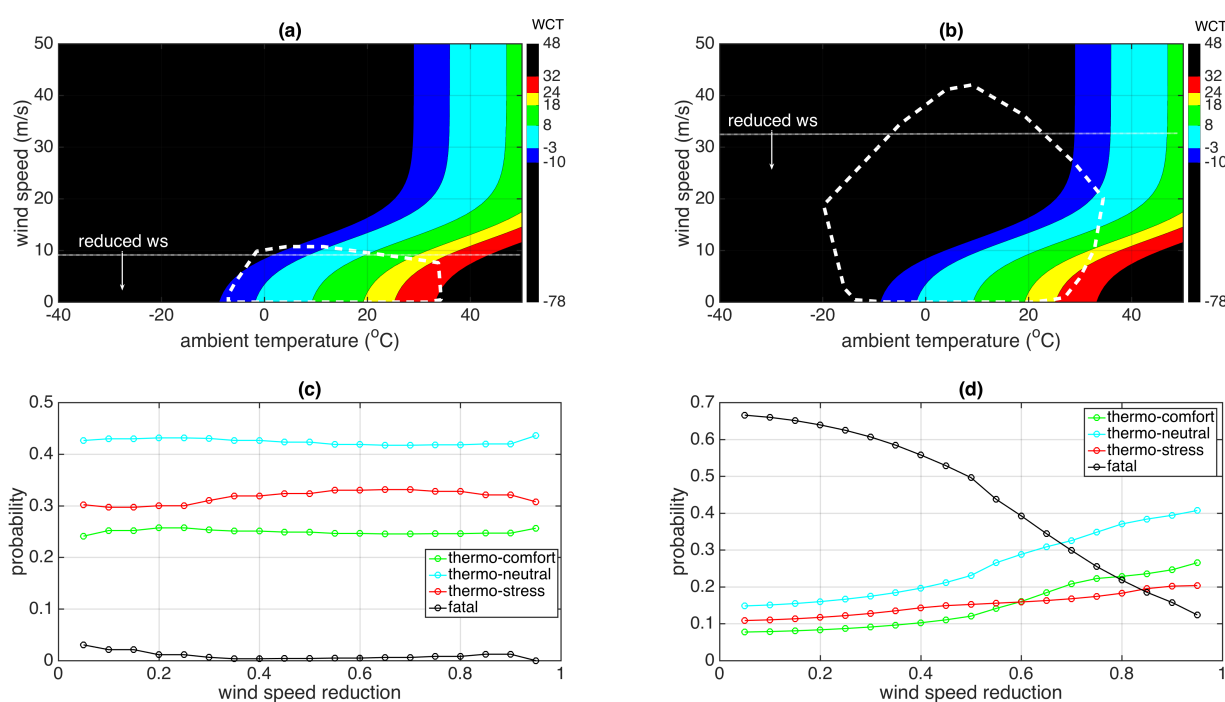 (a)
WCT
50
40
30
20
10
0
wind speed (m/s)
reduced ws
-40
-20
0
20
40
ambient temperature (°C)
48
32
24
18
8
-3
-10
-78
(b)
WCT
50
40
30
20
10
0
wind speed (m/s)
reduced ws
-40
-20
0
20
40
ambient temperature (°C)
48
32
24
18
8
-3
-10
-78
(c)
0.5
0.4
0.3
0.2
0.1
0
probability
thermo-comfort
thermo-neutral
thermo-stress
fatal
0
0.2
0.4
0.6
0.8
1
wind speed reduction
(d)
0.7
0.6
0.5
0.4
0.3
0.2
0.1
0
probability
thermo-comfort
thermo-neutral
thermo-stress
fatal
0
0.2
0.4
0.6
0.8
1
wind speed reduction